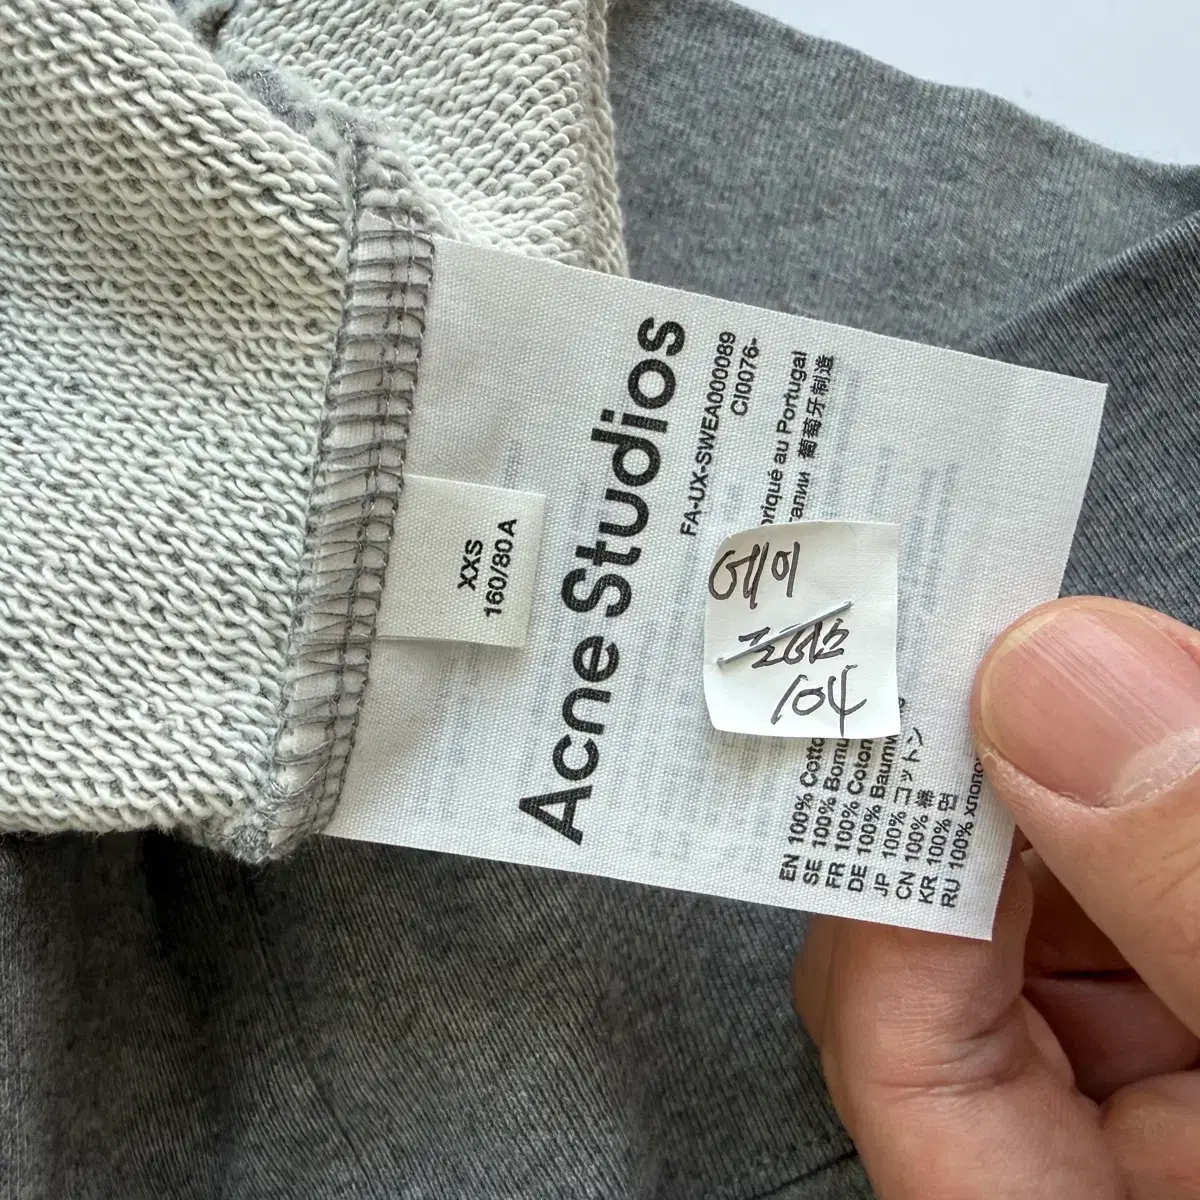 XXS
160/80A
Acne Studios
FA-UX-SWEA000089
CI0076-
riqué au Portugal
葡萄牙制造
에이
104
EN 100% Cotto
SE 100% Bomu
FR 100% Coton
DE 100% Baumw
JP 100% コットン
CN 100% 棉
KR 100% 면
RU 100% хлопо